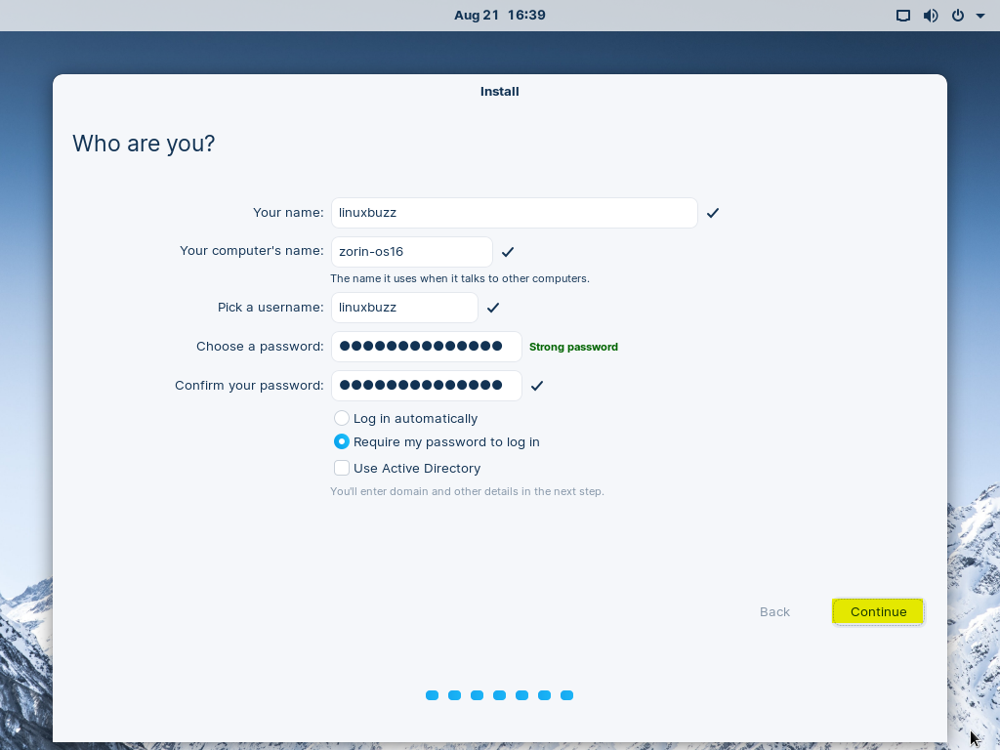 Aug 21 16:39
Install
Who are you?
Your name: linuxbuzz
Your computer's name: zorin-os16
The name it uses when it talks to other computers.
Pick a username: linuxbuzz
Choose a password: ●●●●●●●●●●●●●● Strong password
Confirm your password: ●●●●●●●●●●●●●●
Log in automatically
Require my password to log in
Use Active Directory
You'll enter domain and other details in the next step.
Back Continue